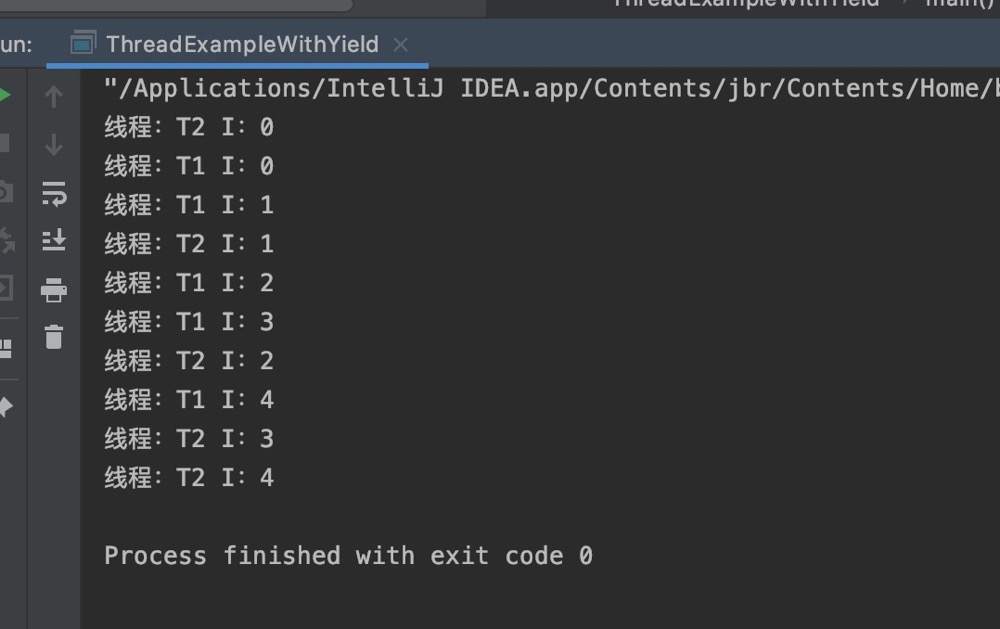 ThreadExampleWithYield main()
un: ThreadExampleWithYield
"/Applications/IntelliJ IDEA.app/Contents/jbr/Contents/Home/
线程：T2 I：0
线程：T1 I：0
线程：T1 I：1
线程：T2 I：1
线程：T1 I：2
线程：T1 I：3
线程：T2 I：2
线程：T1 I：4
线程：T2 I：3
线程：T2 I：4
Process finished with exit code 0